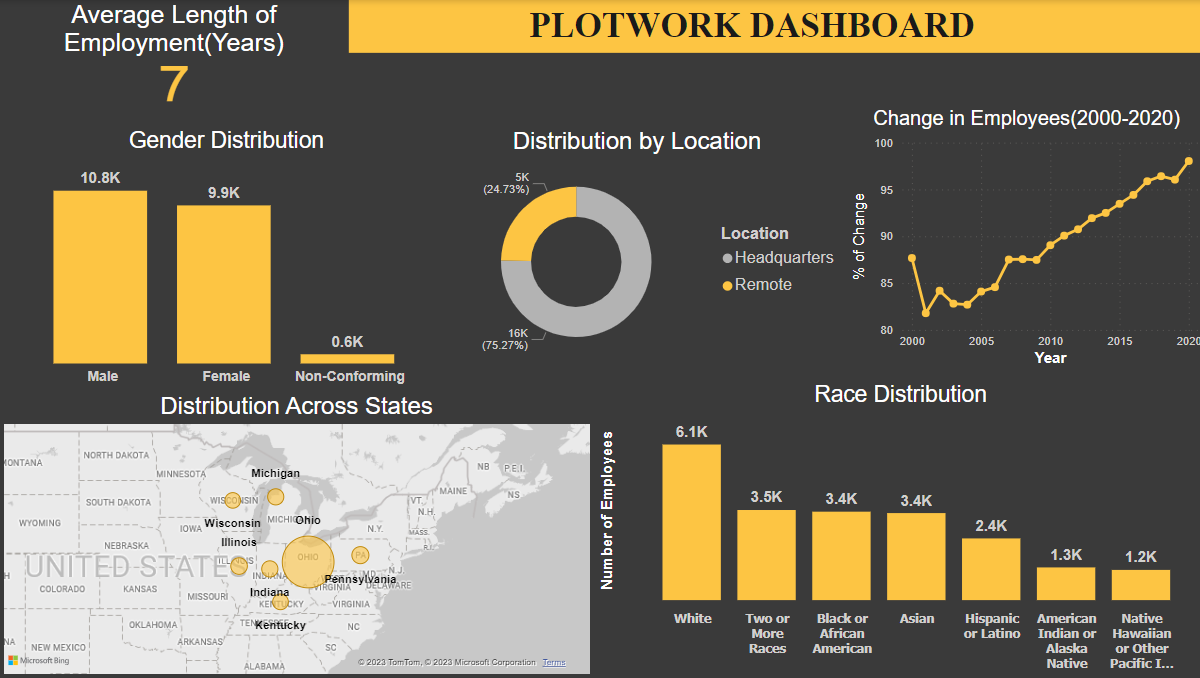 Average Length of
Employment(Years)
7
PLOTWORK DASHBOARD
Gender Distribution
10.8K
9.9K
0.6K
Male
Female
Non-Conforming
Distribution by Location
5K
(24.73%)
16K
(75.27%)
Location
Headquarters
Remote
Change in Employees(2000-2020)
% of Change
100
95
90
85
80
2000
2005
2010
2015
2020
Year
Distribution Across States
NORTH DAKOTA
MINNESOTA
SOUTH DAKOTA
WISCONSIN
Michigan
WYOMING
IOWA
Wisconsin
Ohio
Illinois
NEBRASKA
UNITED STATES
OHIO
PA
N.Y.
VT.
N.H.
MASS.
R.I.
MAINE
NB
P.E.I.
NS
N.J.
MD.
DELAWARE
Pennsylvania
INDIANA
Indiana
COLORADO
KANSAS
MISSOURI
KENTUCKY
Kentucky
VIRGINIA
VIRGINIA
OKLAHOMA
NC
NEW MEXICO
ARKANSAS
SC
ALABAMA
Microsoft Bing
© 2023 TomTom, © 2023 Microsoft Corporation Terms
Race Distribution
Number of Employees
6.1K
3.5K
3.4K
3.4K
2.4K
1.3K
1.2K
White
Two or
More
Races
Black or
African
American
Asian
Hispanic
or Latino
American
Indian or
Alaska
Native
Native
Hawaiian
or Other
Pacific I...